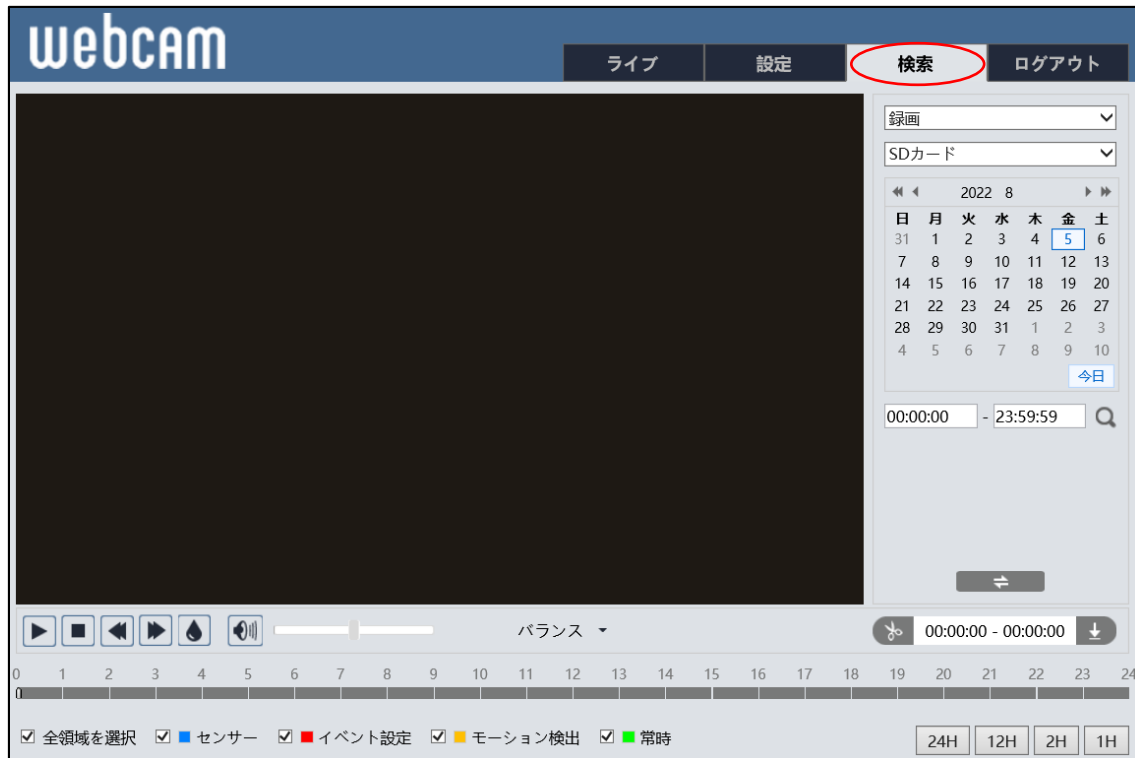 webcam
ライブ 設定 検索 ログアウト
録画
SDカード
2022 8
日 月 火 水 木 金 土
31 1 2 3 4 5 6
7 8 9 10 11 12 13
14 15 16 17 18 19 20
21 22 23 24 25 26 27
28 29 30 31 1 2 3
4 5 6 7 8 9 10
今日
00:00:00 - 23:59:59
バランス
00:00:00 - 00:00:00
0 1 2 3 4 5 6 7 8 9 10 11 12 13 14 15 16 17 18 19 20 21 22 23 24
全領域を選択 センサー イベント設定 モーション検出 常時
24H 12H 2H 1H